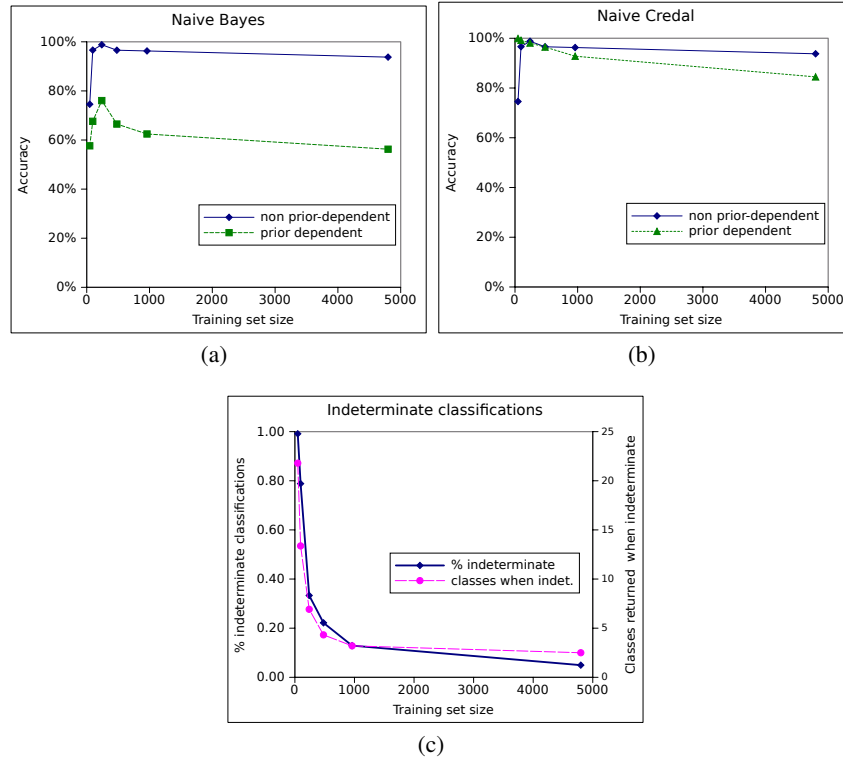 Naive Bayes
100%
80%
60%
40%
20%
0%
Accuracy
non prior-dependent
prior dependent
0 1000 2000 3000 4000 5000
Training set size
(a)
Naive Credal
100%
80%
60%
40%
20%
0%
Accuracy
non prior-dependent
prior dependent
0 1000 2000 3000 4000 5000
Training set size
(b)
Indeterminate classifications
1.00
0.80
0.60
0.40
0.20
0.00
% indeterminate classifications
% indeterminate
classes when indet.
25
20
15
10
5
0
Classes returned when indeterminate
0 1000 2000 3000 4000 5000
Training set size
(c)